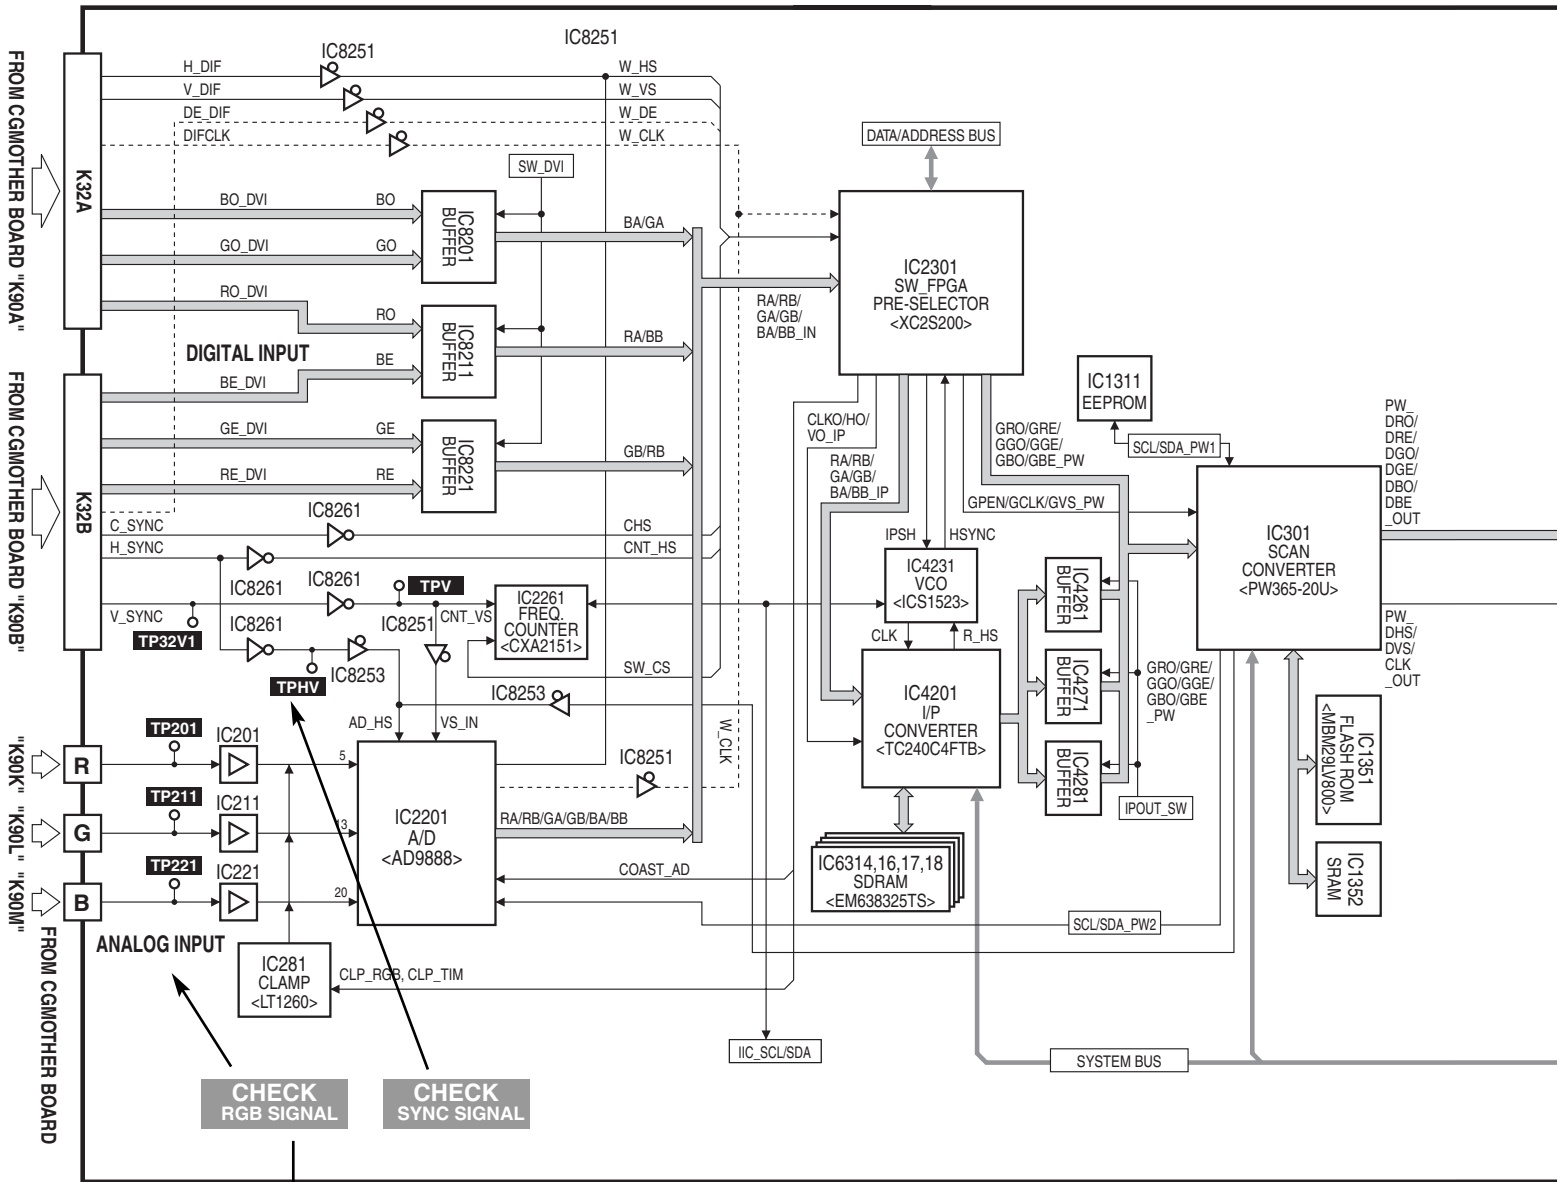 FROM CGMOTHER BOARD "K90A"
K32A
H_DIF
V_DIF
DE_DIF
DIFCLK
IC8251
IC8251
W_HS
W_VS
W_DE
W_CLK
SW_DVI
BO_DVI
BO
GO_DVI
GO
RO_DVI
RO
IC8201
BUFFER
BA/GA
DIGITAL INPUT
IC8211
BUFFER
RA/BB
FROM CGMOTHER BOARD "K90B"
K32B
BE_DVI
BE
GE_DVI
GE
RE_DVI
RE
IC8221
BUFFER
GB/RB
C_SYNC
IC8261
CHS
H_SYNC
CNT_HS
IC8261
IC8261
V_SYNC
TP32V1
IC8261
TPV
IC8251
CNT_VS
IC2261
FREQ.
COUNTER
<CXA2151>
SW_CS
TPHV
IC8253
IC8253
AD_HS
VS_IN
W_CLK
IC8251
"K90K"
R
TP201
IC201
5
"K90L"
G
TP211
IC211
13
"K90M"
B
TP221
IC221
20
FROM CGMOTHER BOARD
ANALOG INPUT
IC2201
A/D
<AD9888>
RA/RB/GA/GB/BA/BB
COAST_AD
IC281
CLAMP
<LT1260>
CLP_RGB, CLP_TIM
CHECK
RGB SIGNAL
CHECK
SYNC SIGNAL
DATA/ADDRESS BUS
IC2301
SW_FPGA
PRE-SELECTOR
<XC2S200>
RA/RB/
GA/GB/
BA/BB_IN
CLKO/HO/
VO_IP
RA/RB/
GA/GB/
BA/BB_IP
GRO/GRE/
GGO/GGE/
GBO/GBE_PW
GPEN/GCLK/GVS_PW
IPSH
HSYNC
IC4231
VCO
<ICS1523>
CLK
R_HS
IC4201
I/P
CONVERTER
<TC240C4FTB>
IC6314,16,17,18
SDRAM
<EM638325TS>
IC4261
BUFFER
IC4271
BUFFER
IC4281
BUFFER
GRO/GRE/
GGO/GGE/
GBO/GBE
_PW
IPOUT_SW
IC1311
EEPROM
SCL/SDA_PW1
IC301
SCAN
CONVERTER
<PW365-20U>
PW_
DRO/
DRE/
DGO/
DGE/
DBO/
DBE
_OUT
PW_
DHS/
DVS/
CLK
_OUT
IC1351
FLASH ROM
<MBM29LV800>
IC1352
SRAM
SCL/SDA_PW2
IIC_SCL/SDA
SYSTEM BUS